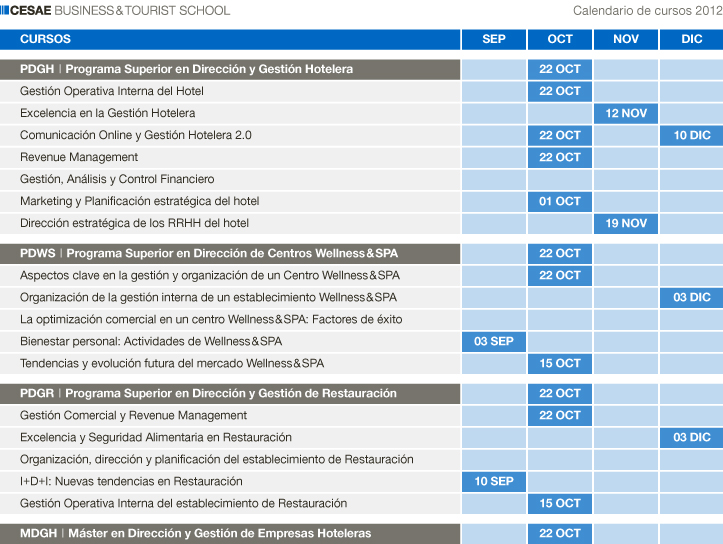 CESAE BUSINESS&TOURIST SCHOOL Calendario de cursos 2012
CURSOS SEP OCT NOV DIC
PDGH | Programa Superior en Dirección y Gestión Hotelera 22 OCT
Gestión Operativa Interna del Hotel 22 OCT
Excelencia en la Gestión Hotelera 12 NOV
Comunicación Online y Gestión Hotelera 2.0 22 OCT 10 DIC
Revenue Management 22 OCT
Gestión, Análisis y Control Financiero
Marketing y Planificación estratégica del hotel 01 OCT
Dirección estratégica de los RRHH del hotel 19 NOV
PDWS | Programa Superior en Dirección de Centros Wellness&SPA 22 OCT
Aspectos clave en la gestión y organización de un Centro Wellness&SPA 22 OCT
Organización de la gestión interna de un establecimiento Wellness&SPA 03 DIC
La optimización comercial en un centro Wellness&SPA: Factores de éxito
Bienestar personal: Actividades de Wellness&SPA 03 SEP
Tendencias y evolución futura del mercado Wellness&SPA 15 OCT
PDGR | Programa Superior en Dirección y Gestión de Restauración 22 OCT
Gestión Comercial y Revenue Management 22 OCT
Excelencia y Seguridad Alimentaria en Restauración 03 DIC
Organización, dirección y planificación del establecimiento de Restauración
I+D+I: Nuevas tendencias en Restauración 10 SEP
Gestión Operativa Interna del establecimiento de Restauración 15 OCT
MDGH | Máster en Dirección y Gestión de Empresas Hoteleras 22 OCT